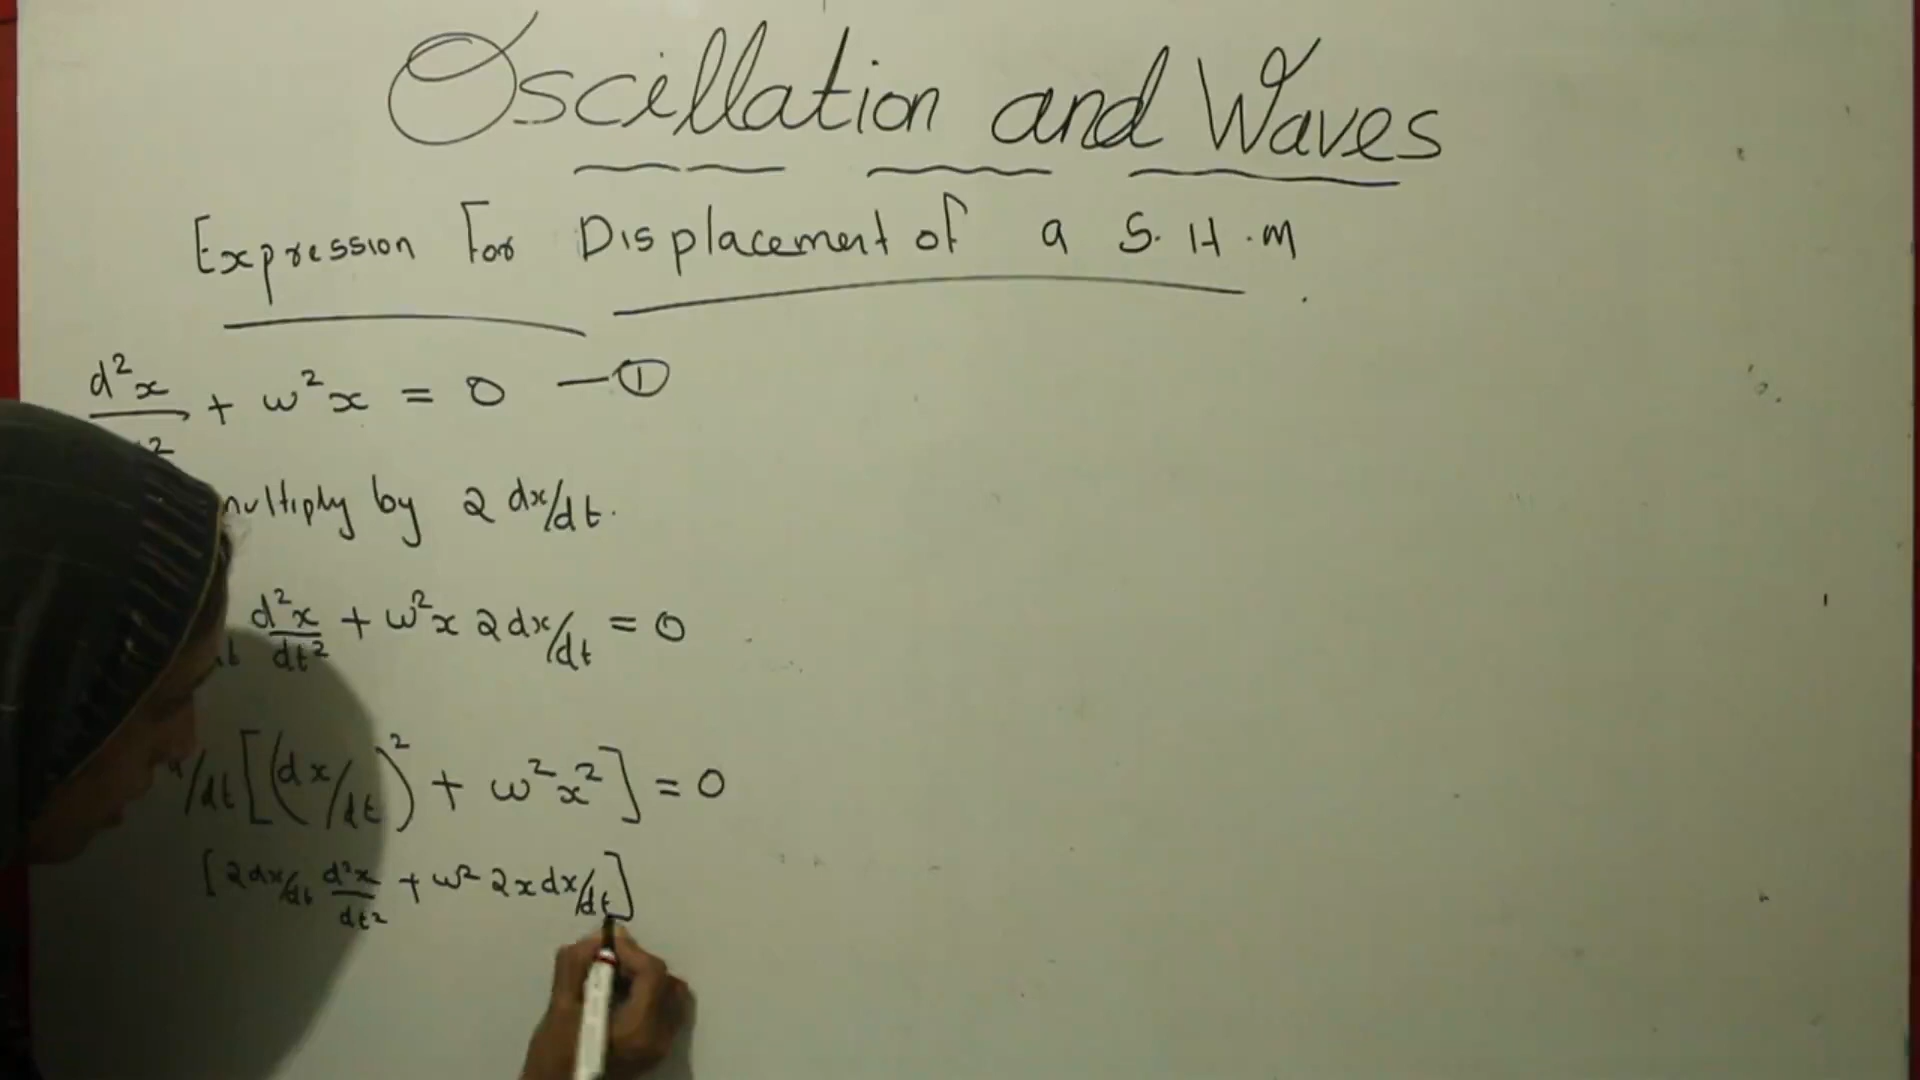 Oscillation and Waves
Expression For Displacement of a S.H.M
d²x + ω²x = 0 —①
2
multiply by 2 dx/dt.
d²x/dt² + ω²x 2dx/dt = 0
/dt [(dx/dt)² + ω²x²] = 0
[2dx/dt d²x/dt² + ω² 2x dx/dt]